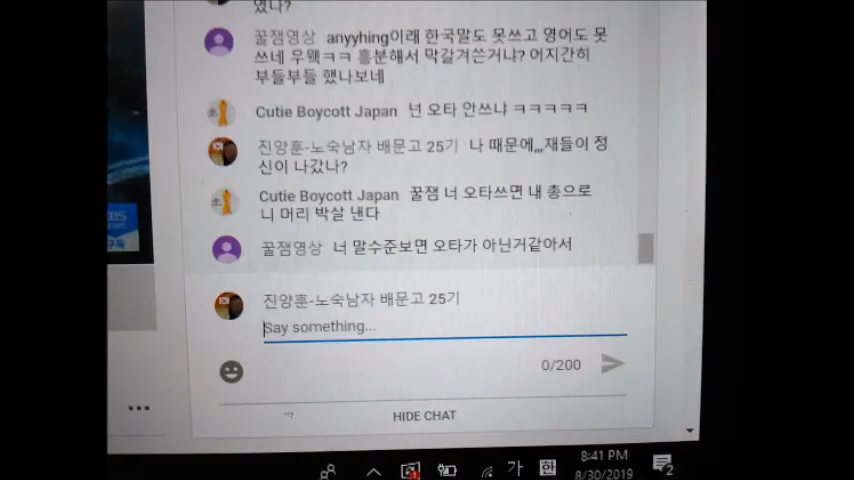 였나?
꿀잼영상 anyyhing이래 한국말도 못쓰고 영어도 못
쓰네 우웩ㅋㅋ 흥분해서 막갈겨쓴거냐? 어지간히
부들부들 했나보네
Cutie Boycott Japan 넌 오타 안쓰냐 ㅋㅋㅋㅋㅋ
진양훈-노숙남자 배문고 25기 나 때문에,,,재들이 정
신이 나갔나?
Cutie Boycott Japan 꿀잼 너 오타쓰면 내 총으로
니 머리 박살 낸다
꿀잼영상 너 말수준보면 오타가 아닌거같아서
진양훈-노숙남자 배문고 25기
Say something...
0/200
HIDE CHAT
가 한
8:41 PM
8/30/2019
2